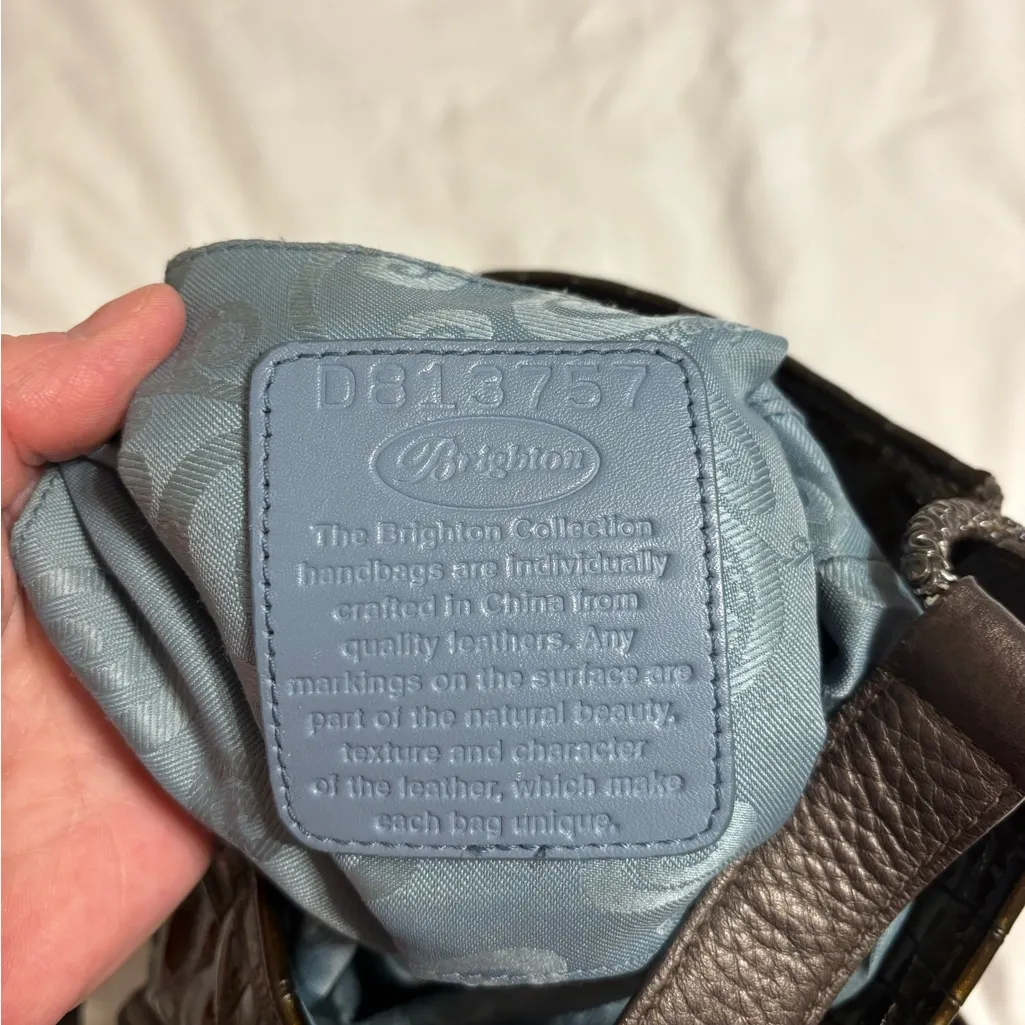 D813757
Brighton
The Brighton Collection
handbags are individually
crafted in China from
quality leathers. Any
markings on the surface are
part of the natural beauty,
texture and character
of the leather, which make
each bag unique.